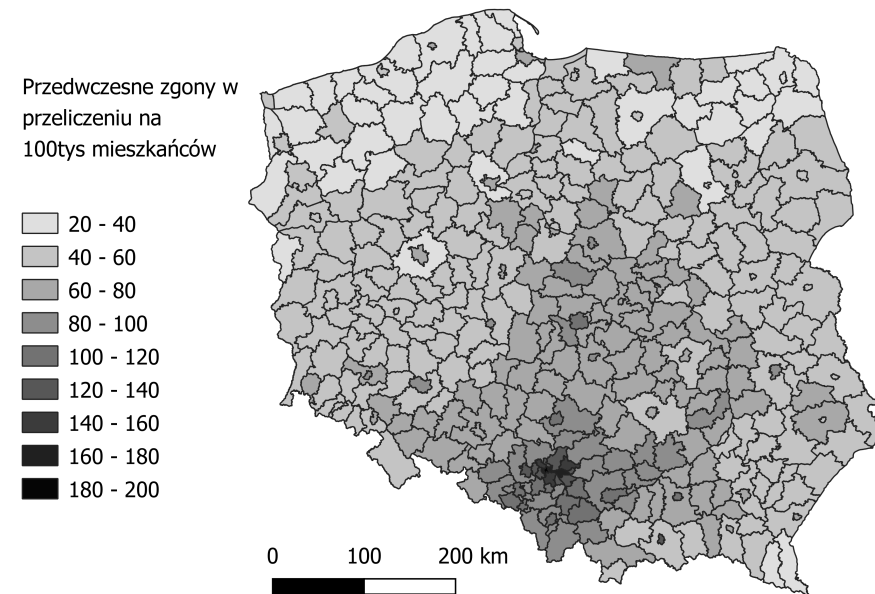 Przedwczesne zgony w
przeliczeniu na
100tys mieszkańców
20 - 40
40 - 60
60 - 80
80 - 100
100 - 120
120 - 140
140 - 160
160 - 180
180 - 200
0 100 200 km